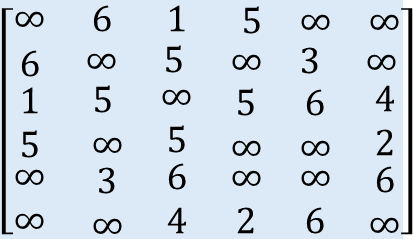 ∞ 6 1 5 ∞ ∞
6 ∞ 5 ∞ 3 ∞
1 5 ∞ 5 6 4
5 ∞ 5 ∞ ∞ 2
∞ 3 6 ∞ ∞ 6
∞ ∞ 4 2 6 ∞